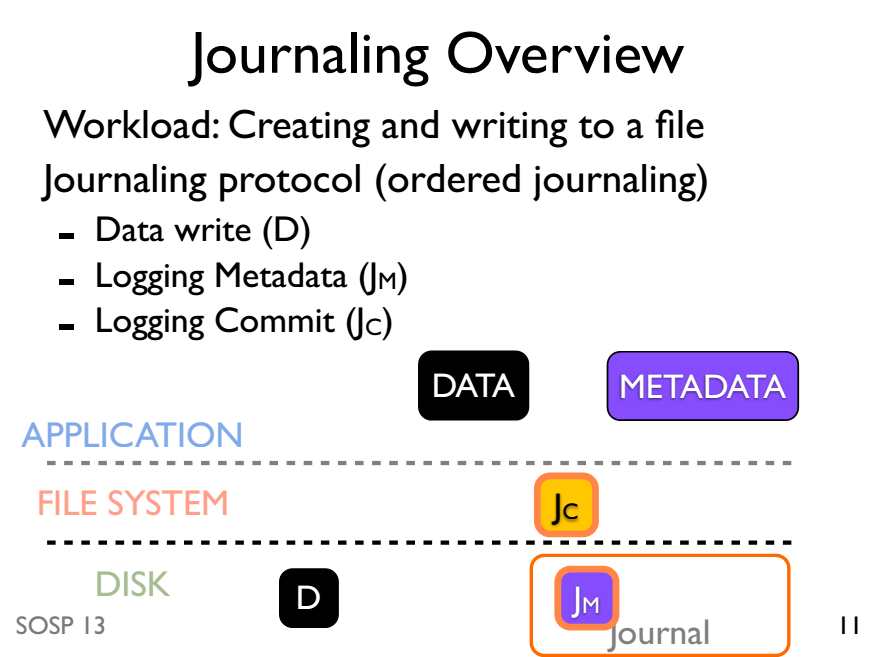 Journaling Overview
Workload: Creating and writing to a file
Journaling protocol (ordered journaling)
- Data write (D)
- Logging Metadata (JM)
- Logging Commit (JC)
DATA METADATA
APPLICATION
FILE SYSTEM JC
DISK D JM
SOSP 13 Journal 11